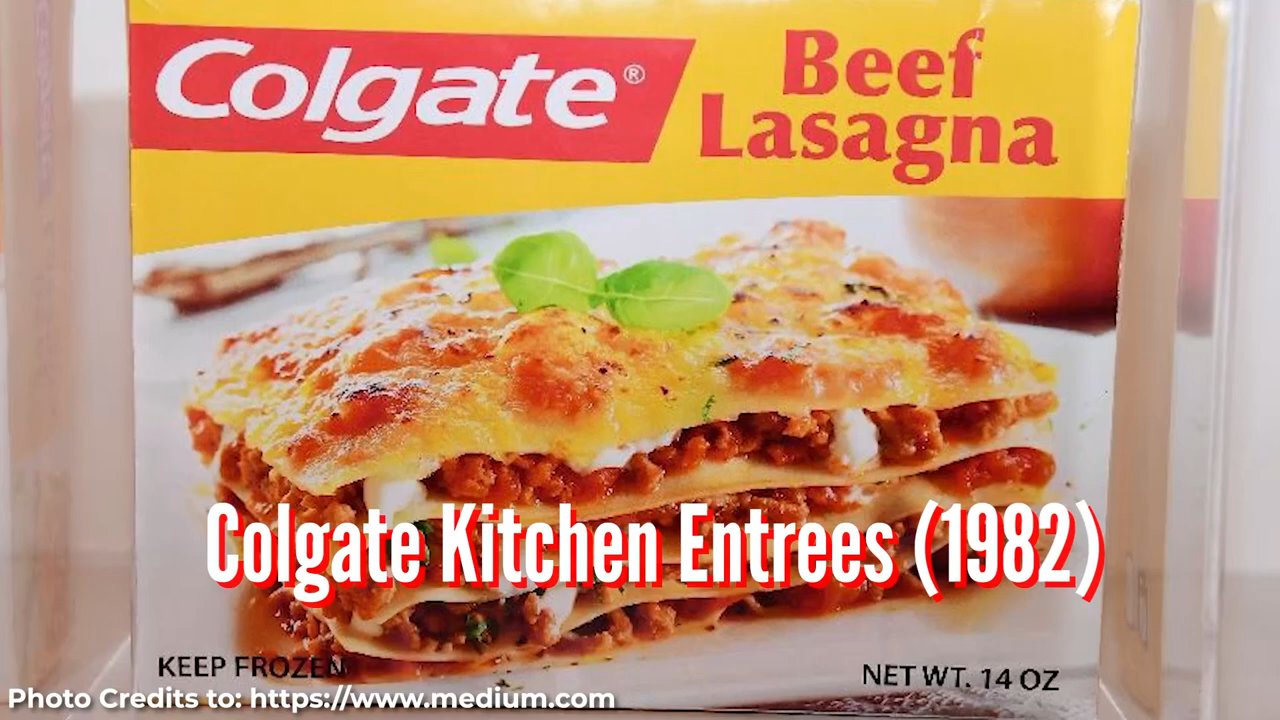 Colgate®
Beef
Lasagna
Colgate Kitchen Entrees (1982)
KEEP FROZEN
NET WT. 14 OZ
Photo Credits to: https://www.medium.com